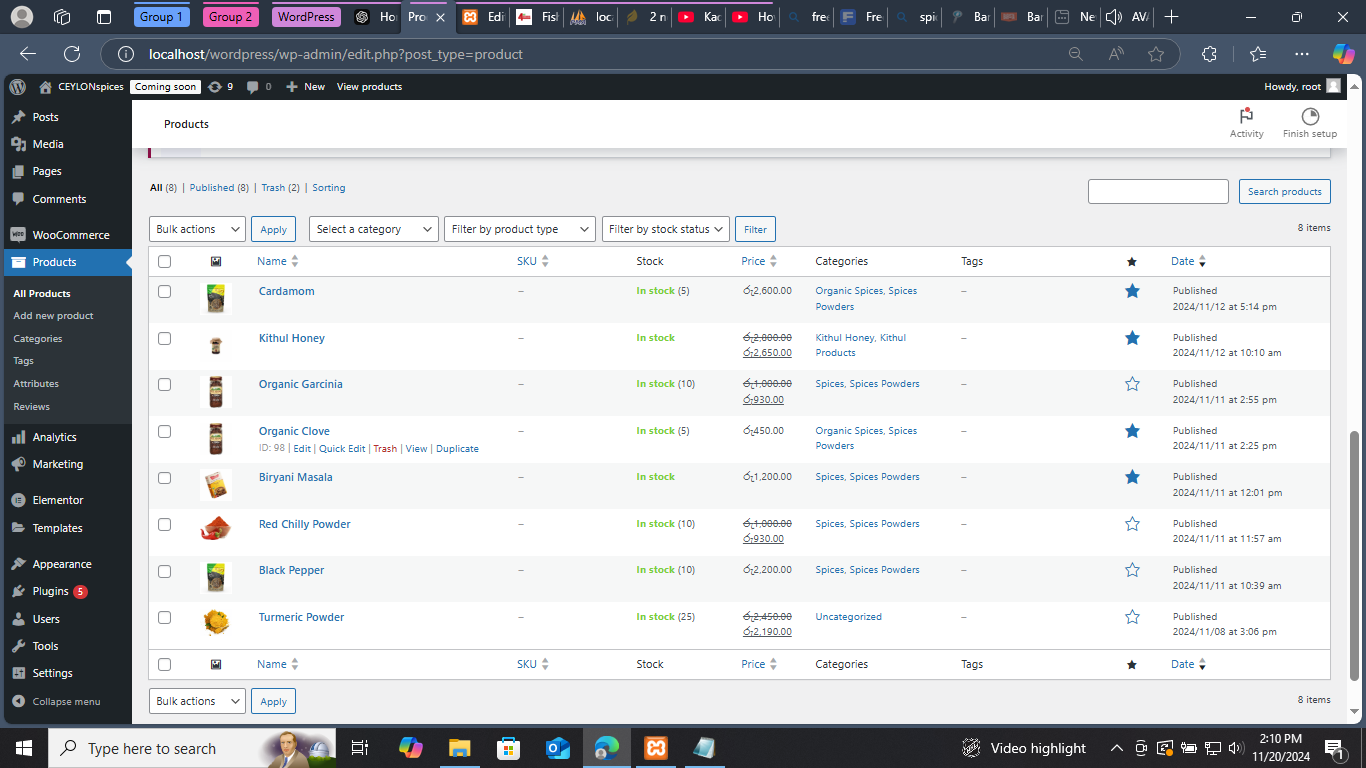 Group 1 Group 2 WordPress Ho Pro Edi Fish loca 2 n Kac Ho free Fre spi Bar Bar Ne AVA
localhost/wordpress/wp-admin/edit.php?post_type=product
CEYLONspices Coming soon 9 0 New View products Howdy, root
Posts
Media
Pages
Comments
WooCommerce
Products
All Products
Add new product
Categories
Tags
Attributes
Reviews
Analytics
Marketing
Elementor
Templates
Appearance
Plugins 5
Users
Tools
Settings
Collapse menu
Products
Activity Finish setup
All (8) | Published (8) | Trash (2) | Sorting
Search products
Bulk actions Apply Select a category Filter by product type Filter by stock status Filter 8 items
Name SKU Stock Price Categories Tags Date
Cardamom – In stock (5) රු2,600.00 Organic Spices, Spices – Published
Powders 2024/11/12 at 5:14 pm
Kithul Honey – In stock රු2,800.00 Kithul Honey, Kithul – Published
රු2,650.00 Products 2024/11/12 at 10:10 am
Organic Garcinia – In stock (10) රු1,000.00 Spices, Spices Powders – Published
රු930.00 2024/11/11 at 2:55 pm
Organic Clove – In stock (5) රු450.00 Organic Spices, Spices – Published
ID: 98 | Edit | Quick Edit | Trash | View | Duplicate Powders 2024/11/11 at 2:25 pm
Biryani Masala – In stock රු1,200.00 Spices, Spices Powders – Published
2024/11/11 at 12:01 pm
Red Chilly Powder – In stock (10) රු1,000.00 Spices, Spices Powders – Published
රු930.00 2024/11/11 at 11:57 am
Black Pepper – In stock (10) රු2,200.00 Spices, Spices Powders – Published
2024/11/11 at 10:39 am
Turmeric Powder – In stock (25) රු2,450.00 Uncategorized – Published
රු2,190.00 2024/11/08 at 3:06 pm
Name SKU Stock Price Categories Tags Date
Bulk actions Apply 8 items
Type here to search Video highlight 2:10 PM
11/20/2024 1